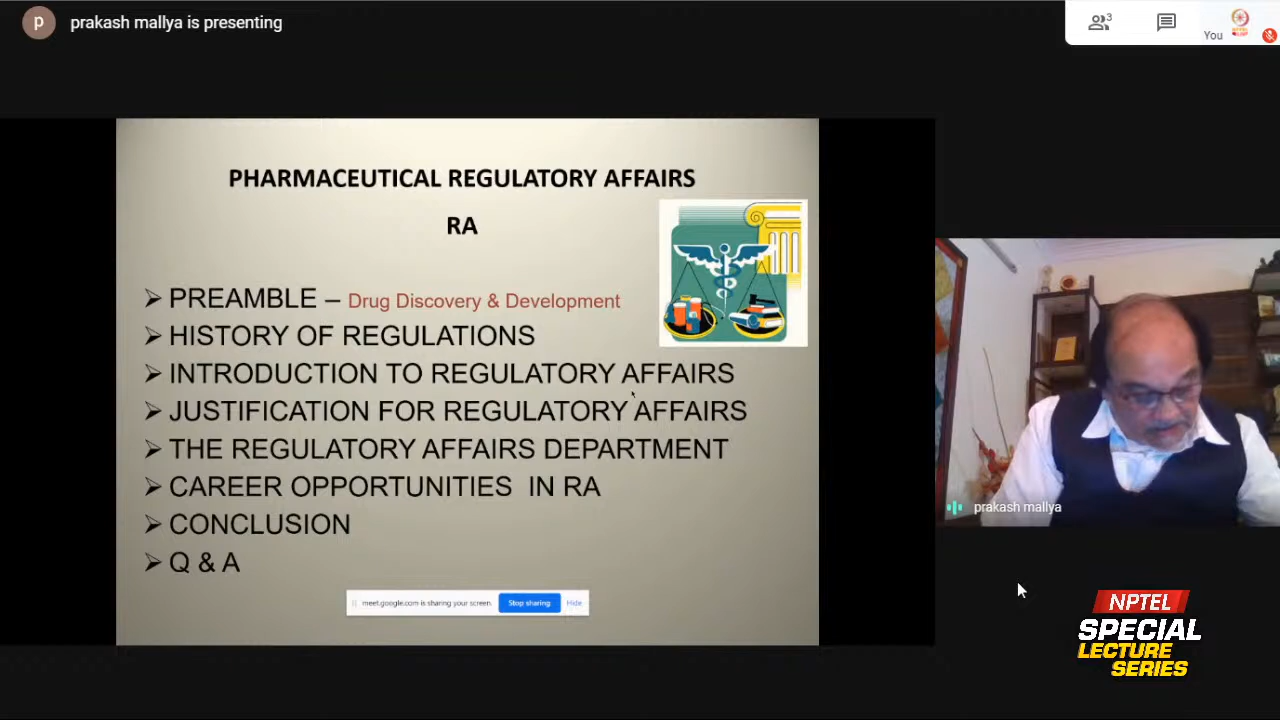 p
prakash mallya is presenting
3
You
PHARMACEUTICAL REGULATORY AFFAIRS
RA
➢ PREAMBLE – Drug Discovery & Development
➢ HISTORY OF REGULATIONS
➢ INTRODUCTION TO REGULATORY AFFAIRS
➢ JUSTIFICATION FOR REGULATORY AFFAIRS
➢ THE REGULATORY AFFAIRS DEPARTMENT
➢ CAREER OPPORTUNITIES IN RA
➢ CONCLUSION
➢ Q & A
meet.google.com is sharing your screen.
Stop sharing
Hide
prakash mallya
NPTEL
SPECIAL
LECTURE
SERIES